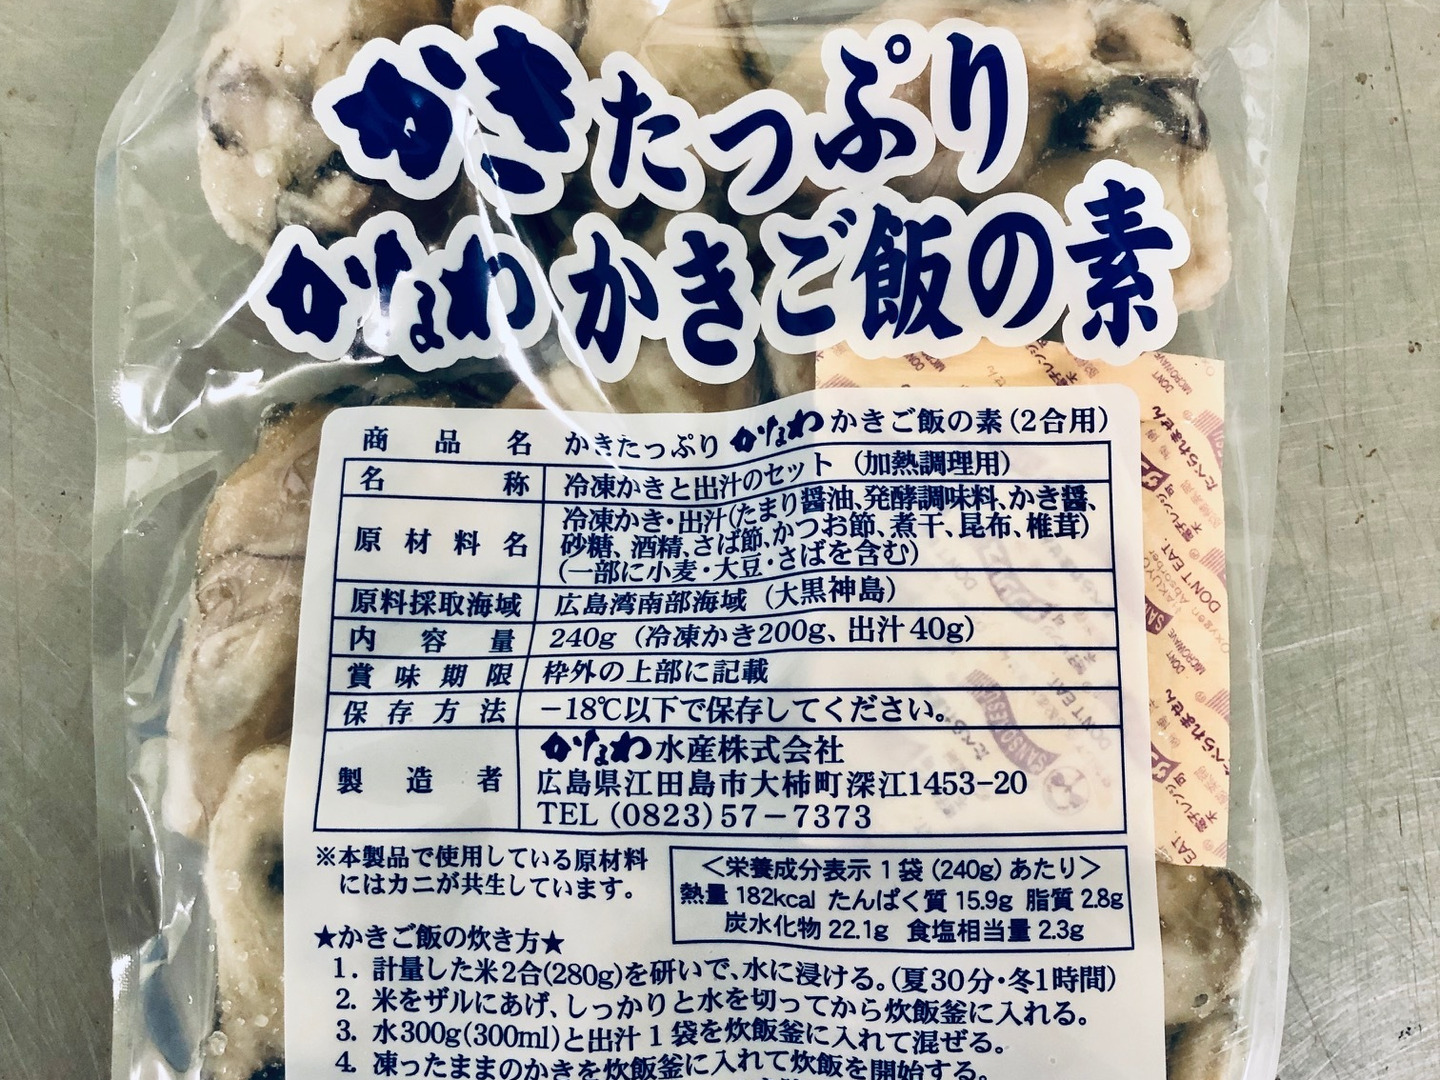 かきたっぷり
かなわかきご飯の素
商品名 かきたっぷり かなわ かきご飯の素(2合用)
名称 冷凍かきと出汁のセット (加熱調理用)
原材料名 冷凍かき・出汁(たまり醤油、発酵調味料、かき醤、
砂糖、酒精、さば節、かつお節、煮干、昆布、椎茸)
(一部に小麦・大豆・さばを含む)
原料採取海域 広島湾南部海域 (大黒神島)
内容量 240g (冷凍かき200g、出汁40g)
賞味期限 枠外の上部に記載
保存方法 −18℃以下で保存してください。
製造者 かなわ水産株式会社
広島県江田島市大柿町深江1453−20
TEL (0823)57−7373
※本製品で使用している原材料
にはカニが共生しています。
<栄養成分表示 1袋(240g)あたり>
熱量 182kcal たんぱく質 15.9g 脂質 2.8g
炭水化物 22.1g 食塩相当量 2.3g
★かきご飯の炊き方★
1. 計量した米2合(280g)を研いで、水に浸ける。(夏30分・冬1時間)
2. 米をザルにあげ、しっかりと水を切ってから炊飯釜に入れる。
3. 水300g(300ml)と出汁1袋を炊飯釜に入れて混ぜる。
4. 凍ったままのかきを炊飯釜に入れて炊飯を開始する。
たべられません
DON'T EAT.
たべられません